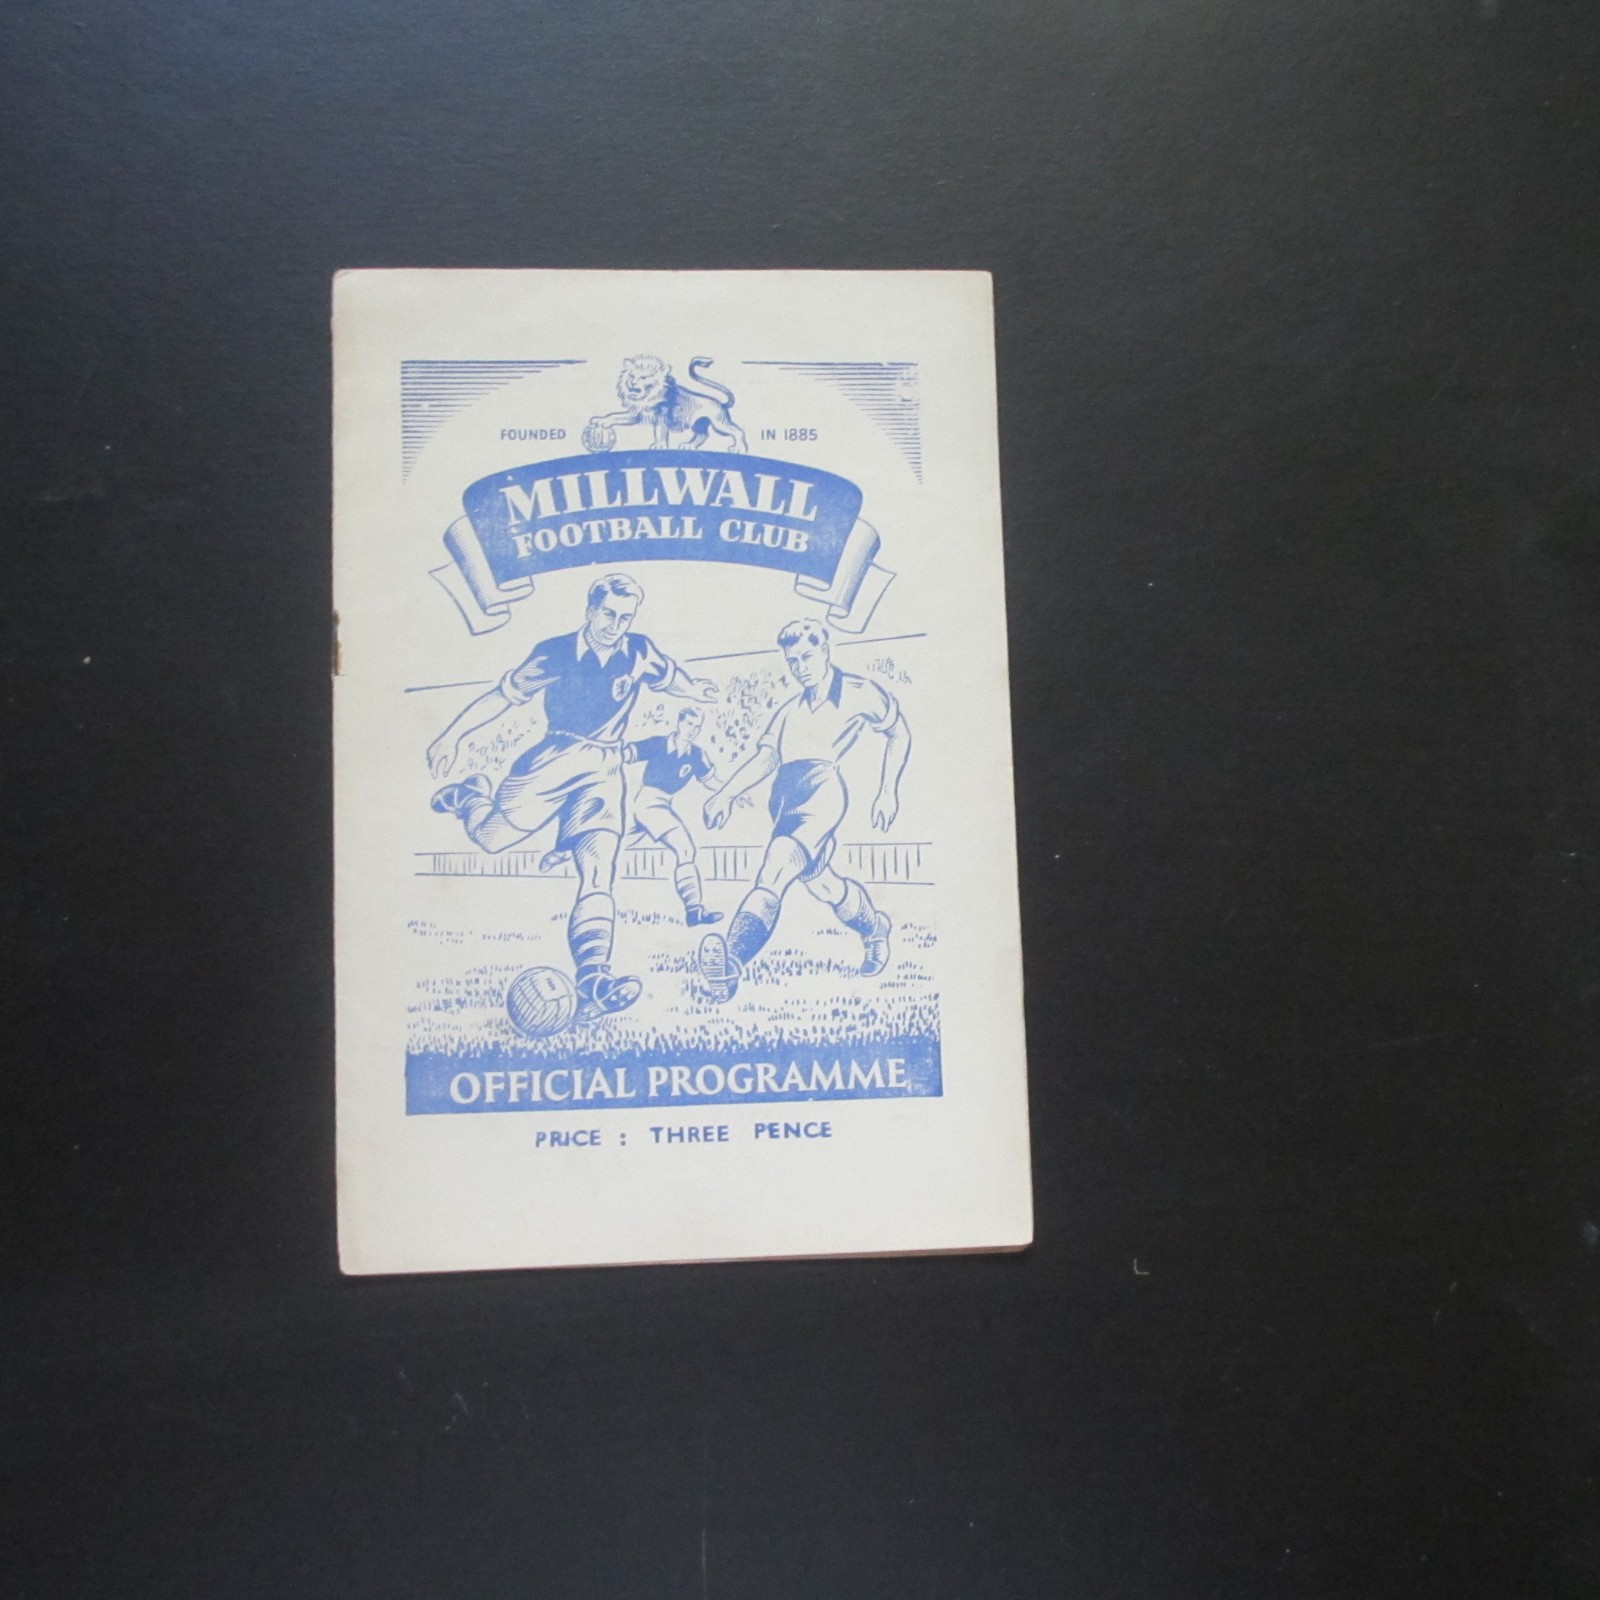 FOUNDED IN 1885
MILLWALL
FOOTBALL CLUB
OFFICIAL PROGRAMME
PRICE : THREE PENCE